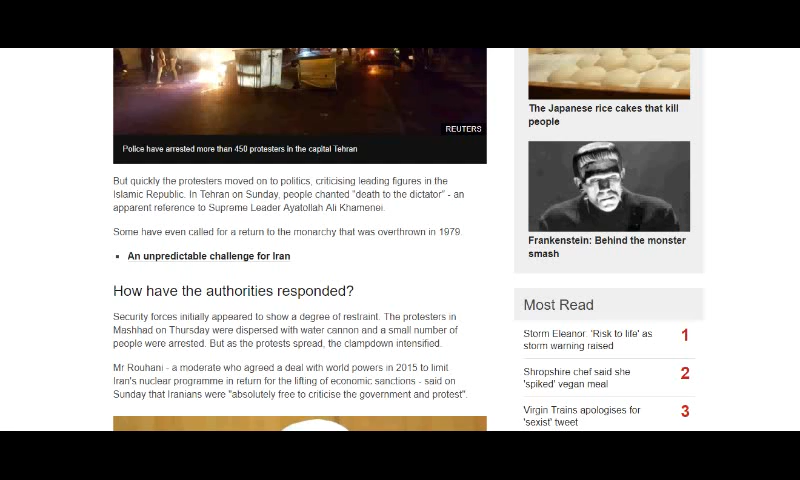 REUTERS
Police have arrested more than 450 protesters in the capital Tehran
But quickly the protesters moved on to politics, criticising leading figures in the
Islamic Republic. In Tehran on Sunday, people chanted "death to the dictator" - an
apparent reference to Supreme Leader Ayatollah Ali Khamenei.
Some have even called for a return to the monarchy that was overthrown in 1979
An unpredictable challenge for Iran
How have the authorities responded?
Security forces initially appeared to show a degree of restraint. The protesters in
Mashhad on Thursday were dispersed with water cannon and a small number of
people were arrested. But as the protests spread, the clampdown intensified.
Mr Rouhani - a moderate who agreed a deal with world powers in 2015 to limit
Iran's nuclear programme in return for the lifting of economic sanctions - said on
Sunday that Iranians were "absolutely free to criticise the government and protest".
The Japanese rice cakes that kill
people
Frankenstein: Behind the monster
smash
Most Read
Storm Eleanor: 'Risk to life' as
storm warning raised
1
Shropshire chef said she
'spiked' vegan meal
2
Virgin Trains apologises for
'sexist' tweet
3